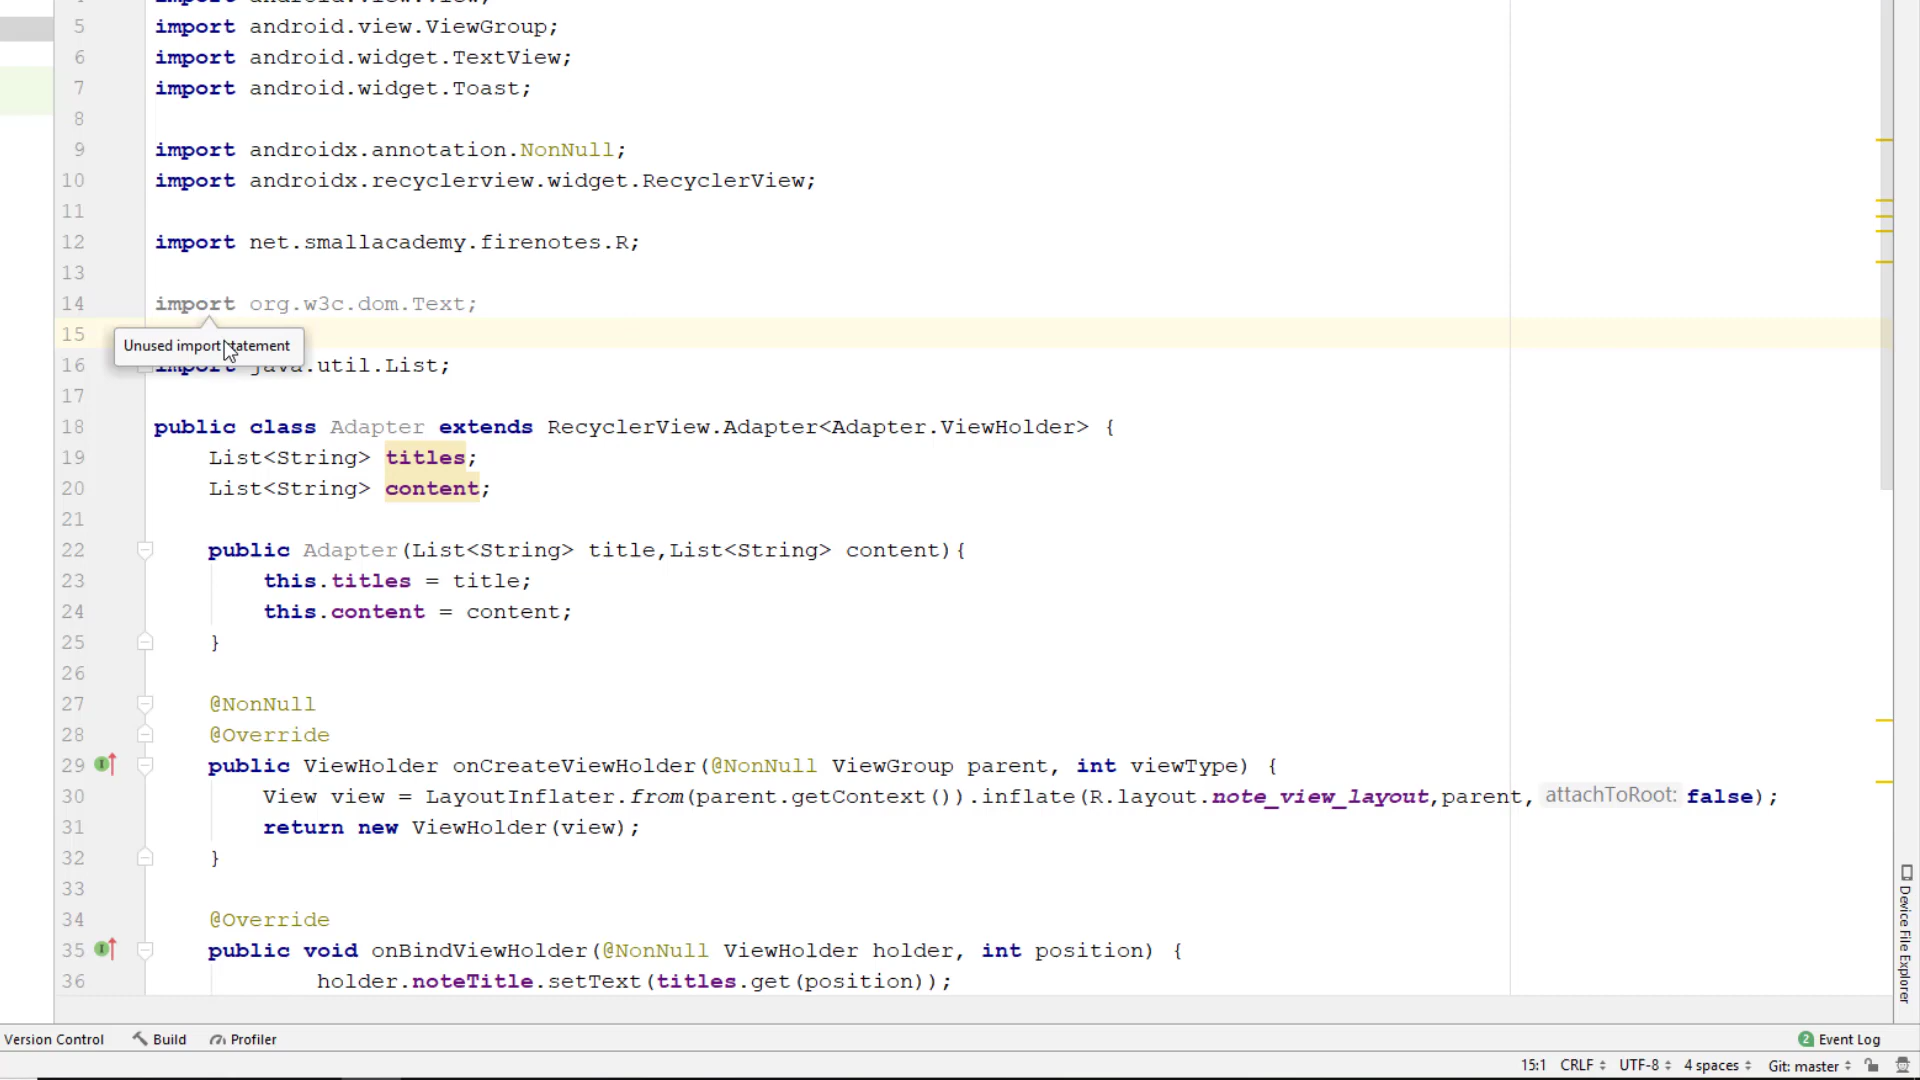 5 import android.view.ViewGroup;
6 import android.widget.TextView;
7 import android.widget.Toast;
8
9 import androidx.annotation.NonNull;
10 import androidx.recyclerview.widget.RecyclerView;
11
12 import net.smallacademy.firenotes.R;
13
14 import org.w3c.dom.Text;
15
Unused import statement
16 import java.util.List;
17
18 public class Adapter extends RecyclerView.Adapter<Adapter.ViewHolder> {
19 List<String> titles;
20 List<String> content;
21
22 public Adapter(List<String> title,List<String> content){
23 this.titles = title;
24 this.content = content;
25 }
26
27 @NonNull
28 @Override
29 public ViewHolder onCreateViewHolder(@NonNull ViewGroup parent, int viewType) {
30 View view = LayoutInflater.from(parent.getContext()).inflate(R.layout.note_view_layout,parent, attachToRoot: false);
31 return new ViewHolder(view);
32 }
33
34 @Override
35 public void onBindViewHolder(@NonNull ViewHolder holder, int position) {
36 holder.noteTitle.setText(titles.get(position));
Device File Explorer
Version Control Build Profiler 2 Event Log
15:1 CRLF UTF-8 4 spaces Git: master